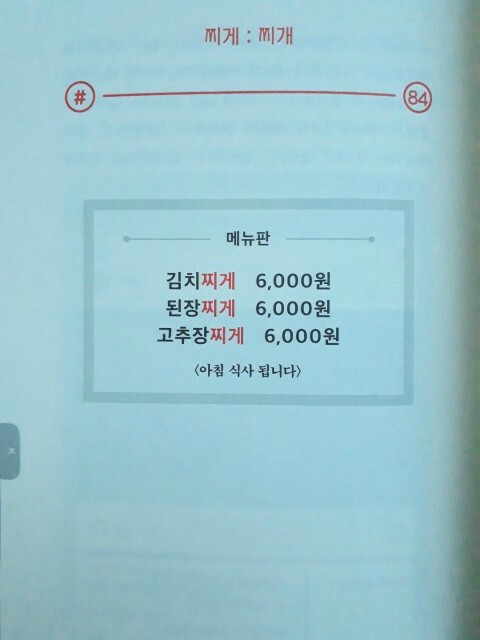 찌게 : 찌개
# 84
메뉴판
김치찌게 6,000원
된장찌게 6,000원
고추장찌게 6,000원
〈아침 식사 됩니다〉
ㅈ